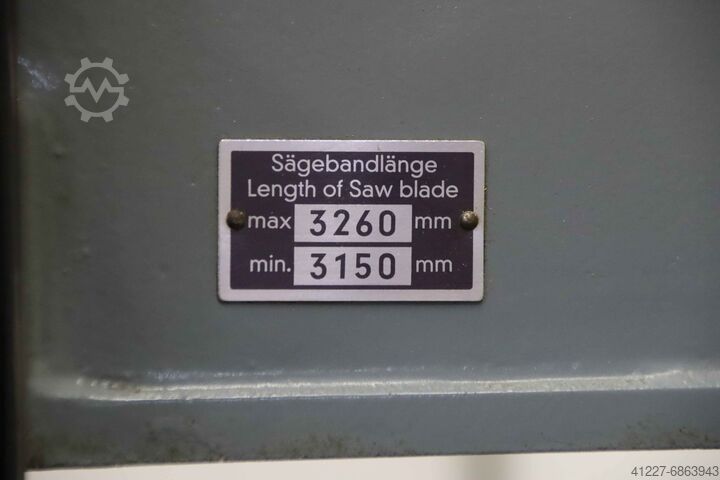 Sägebandlänge
Length of Saw blade
max 3260 mm
min. 3150 mm
41227-6863943